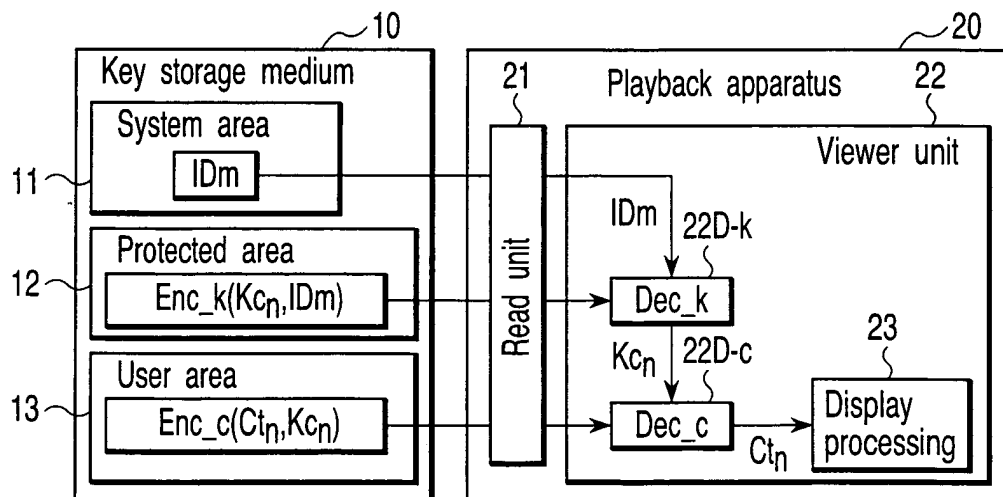 10
Key storage medium
System area
IDm
11
Protected area
Enc_k(Kcn,IDm)
12
User area
Enc_c(Ctn,Kcn)
13
20
Playback apparatus
21
Read unit
22
Viewer unit
IDm
22D-k
Dec_k
Kcn
22D-c
Dec_c
Ctn
23
Display
processing